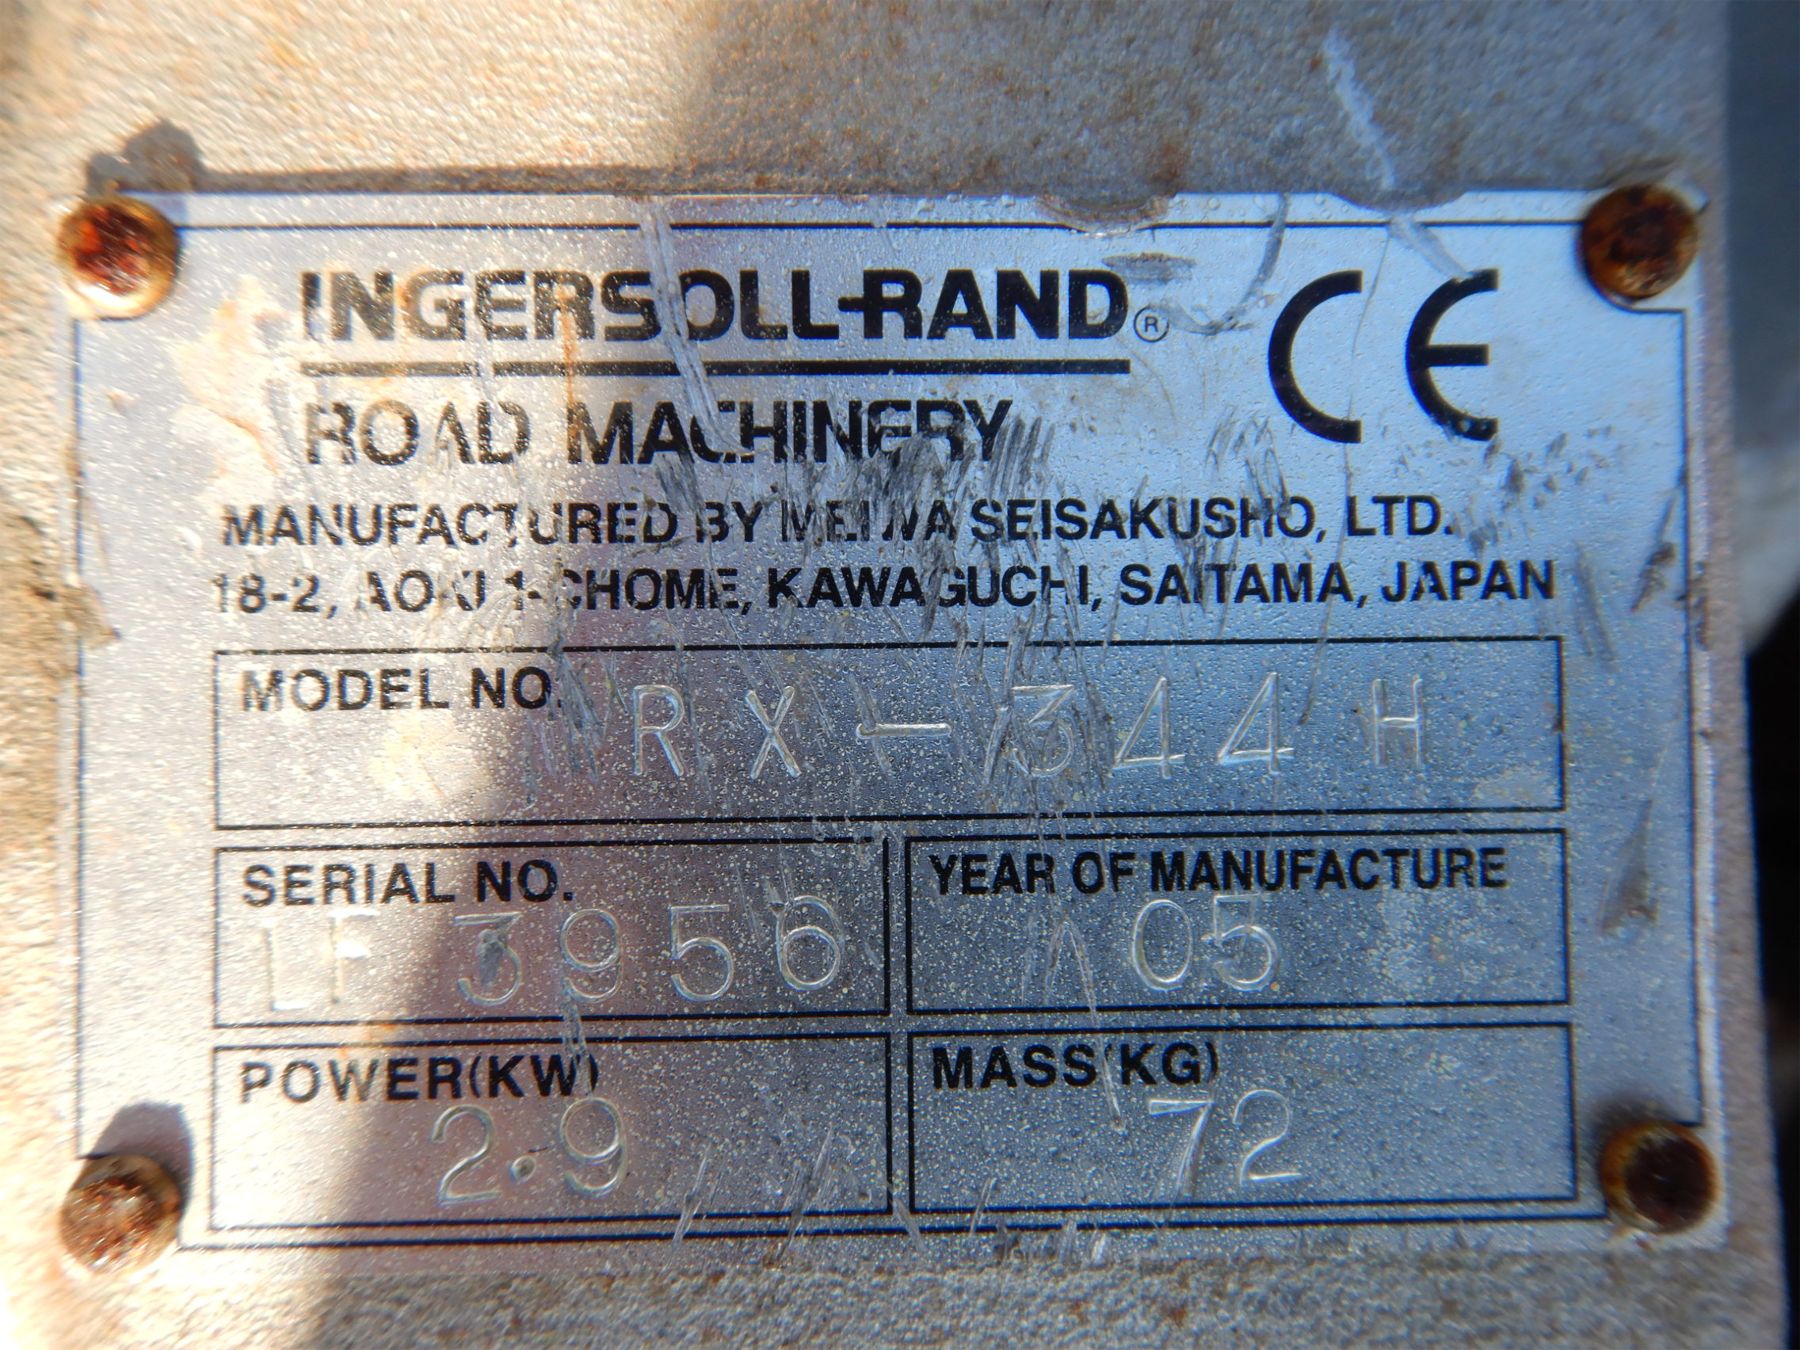 INGERSOLL-RAND®
CE
ROAD MACHINERY
MANUFACTURED BY MEIWA SEISAKUSHO, LTD.
18-2, AOKI 1-CHOME, KAWAGUCHI, SAITAMA, JAPAN
MODEL NO. RX-344H
SERIAL NO. YEAR OF MANUFACTURE
3956 05
POWER(KW) MASS(KG)
2.9 72